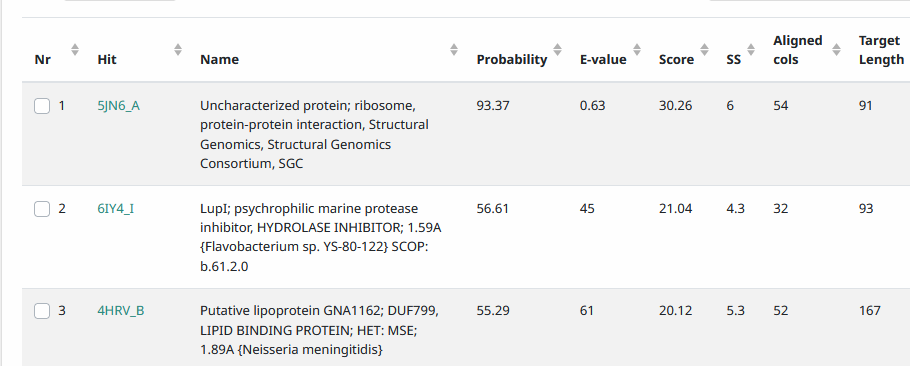 Nr Hit Name Probability E-value Score SS Aligned cols Target Length
1 5JN6_A Uncharacterized protein; ribosome, 93.37 0.63 30.26 6 54 91
protein-protein interaction, Structural
Genomics, Structural Genomics
Consortium, SGC
2 6IY4_I LupI; psychrophilic marine protease 56.61 45 21.04 4.3 32 93
inhibitor, HYDROLASE INHIBITOR; 1.59A
{Flavobacterium sp. YS-80-122} SCOP:
b.61.2.0
3 4HRV_B Putative lipoprotein GNA1162; DUF799, 55.29 61 20.12 5.3 52 167
LIPID BINDING PROTEIN; HET: MSE;
1.89A {Neisseria meningitidis}